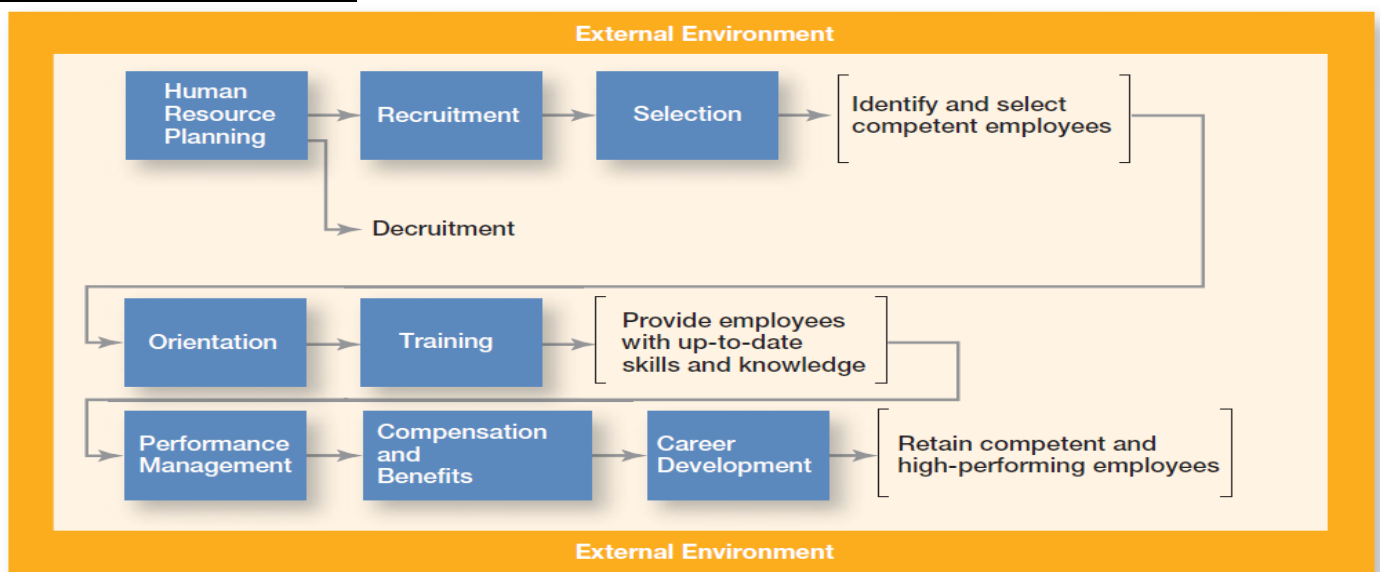 External Environment
Human
Resource
Planning
Recruitment
Selection
Identify and select
competent employees
Decruitment
Orientation
Training
Provide employees
with up-to-date
skills and knowledge
Performance
Management
Compensation
and
Benefits
Career
Development
Retain competent and
high-performing employees
External Environment